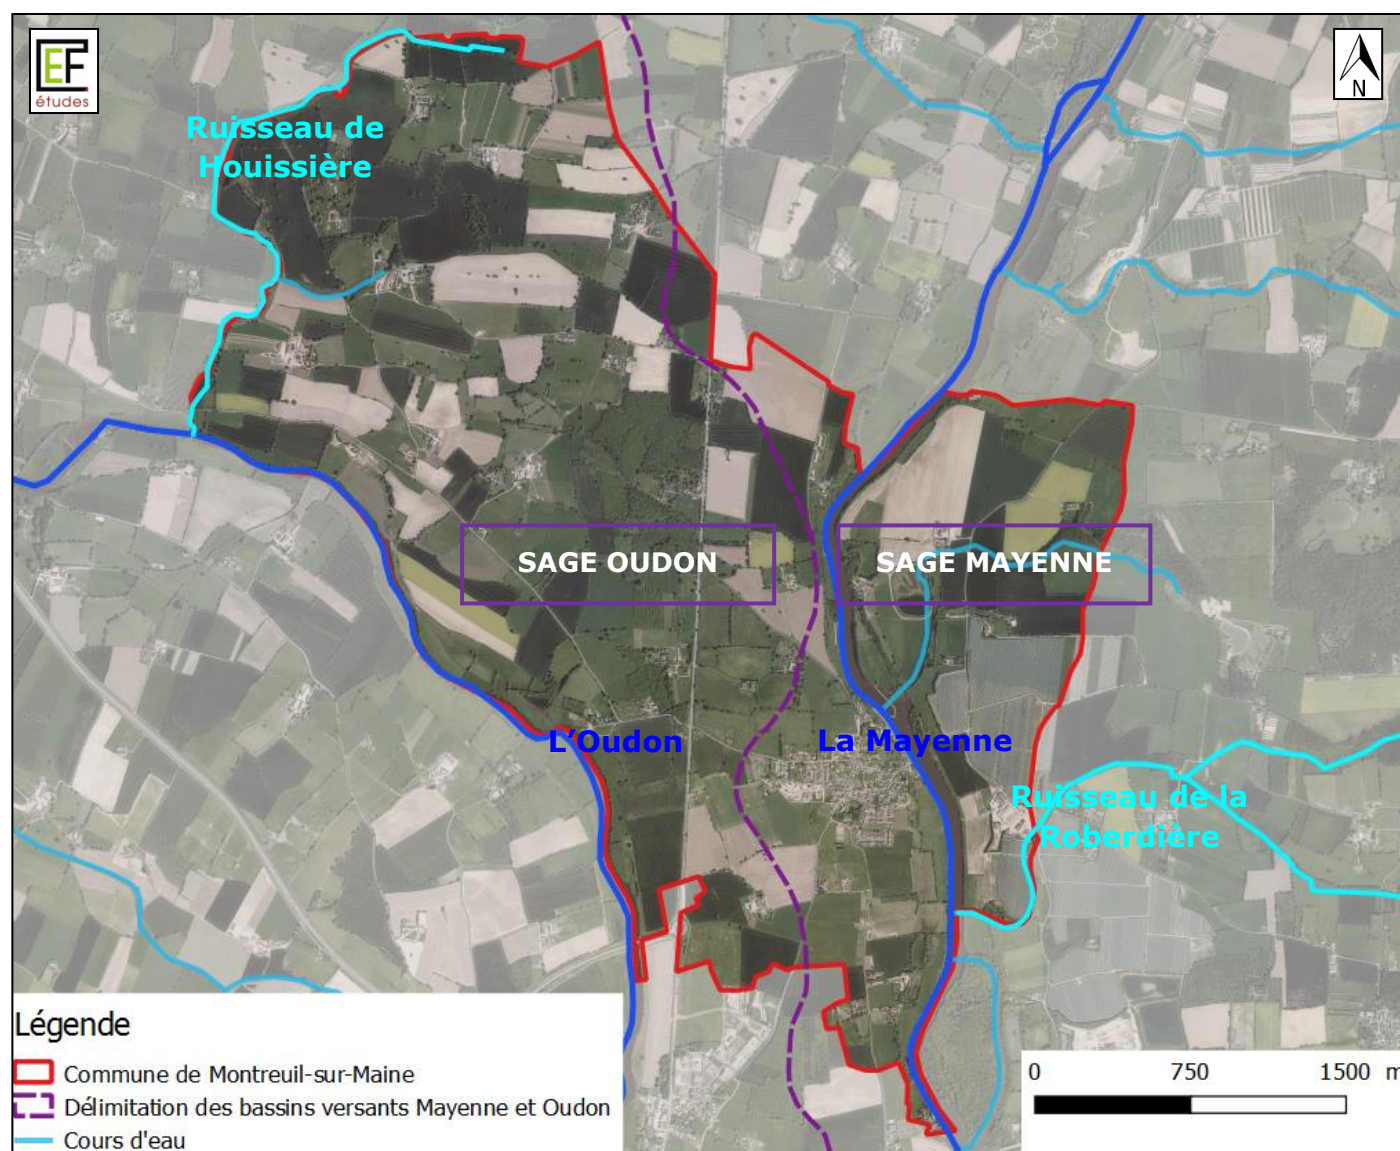 EF
études
N
Ruisseau de
Houissière
SAGE OUDON
SAGE MAYENNE
L'Oudon
La Mayenne
Ruisseau de la
Roberdière
Légende
Commune de Montreuil-sur-Maine
Délimitation des bassins versants Mayenne et Oudon
Cours d'eau
0 750 1500 m